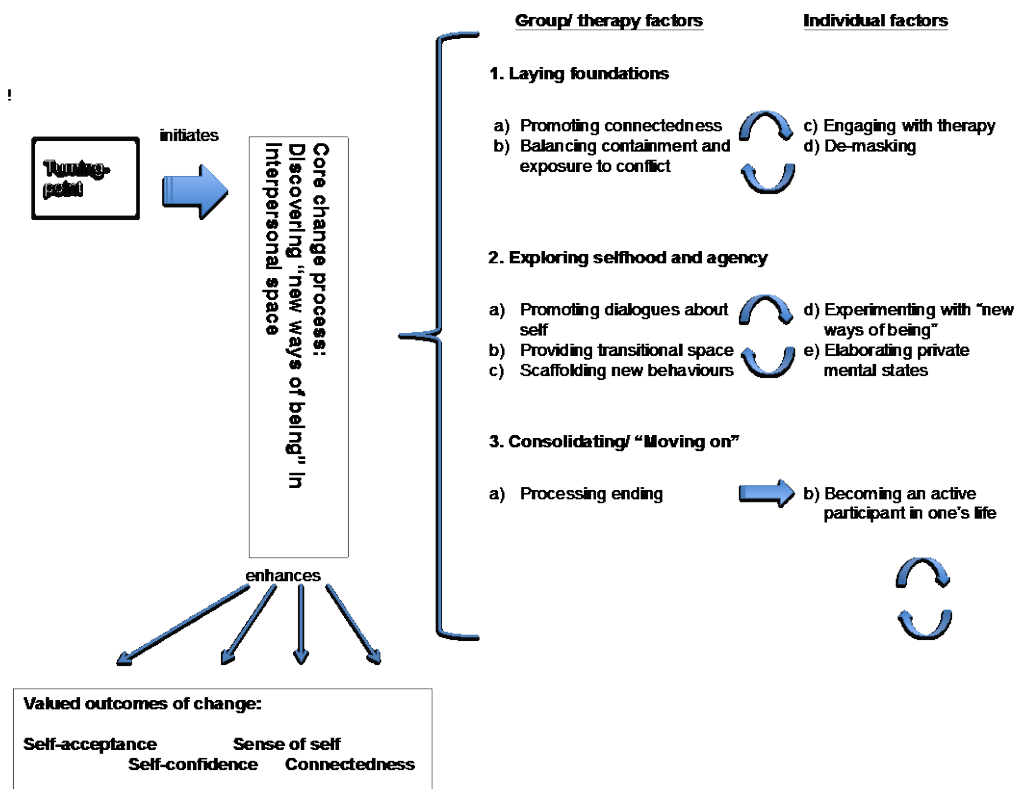 Group/ therapy factors
Individual factors
1. Laying foundations
!
initiates
Turning-
point
Core change process:
Discovering “new ways of being” in
Interpersonal space
a) Promoting connectedness
b) Balancing containment and
exposure to conflict
c) Engaging with therapy
d) De-masking
2. Exploring selfhood and agency
a) Promoting dialogues about
self
b) Providing transitional space
c) Scaffolding new behaviours
d) Experimenting with “new
ways of being”
e) Elaborating private
mental states
3. Consolidating/ “Moving on”
a) Processing ending
b) Becoming an active
participant in one’s life
enhances
Valued outcomes of change:
Self-acceptance
Sense of self
Self-confidence
Connectedness